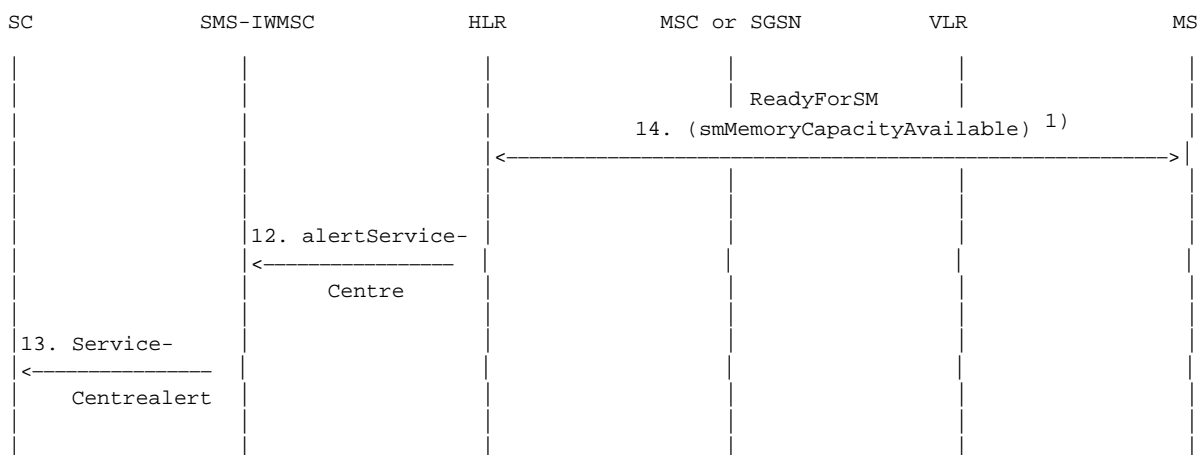 SC SMS-IWMSC HLR MSC or SGSN VLR MS
ReadyForSM
14. (smMemoryCapacityAvailable) 1)
12. alertService-
Centre
13. Service-
Centrealert